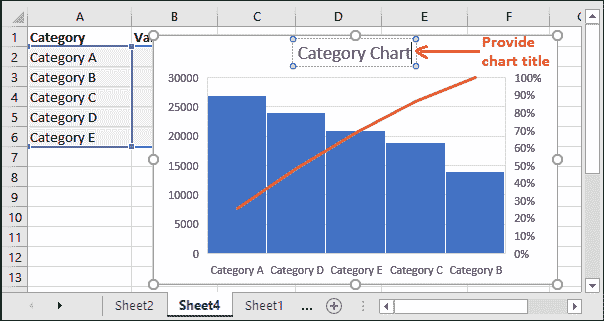 A B C D E F
1 Category Va
Category Chart
Provide
chart title
2 Category A
3 Category B
4 Category C
5 Category D
6 Category E
7
8
9
10
11
12
13
30000
25000
20000
15000
10000
5000
0
100%
90%
80%
70%
60%
50%
40%
30%
20%
10%
0%
Category A Category D Category E Category C Category B
Sheet2 Sheet4 Sheet1 ...